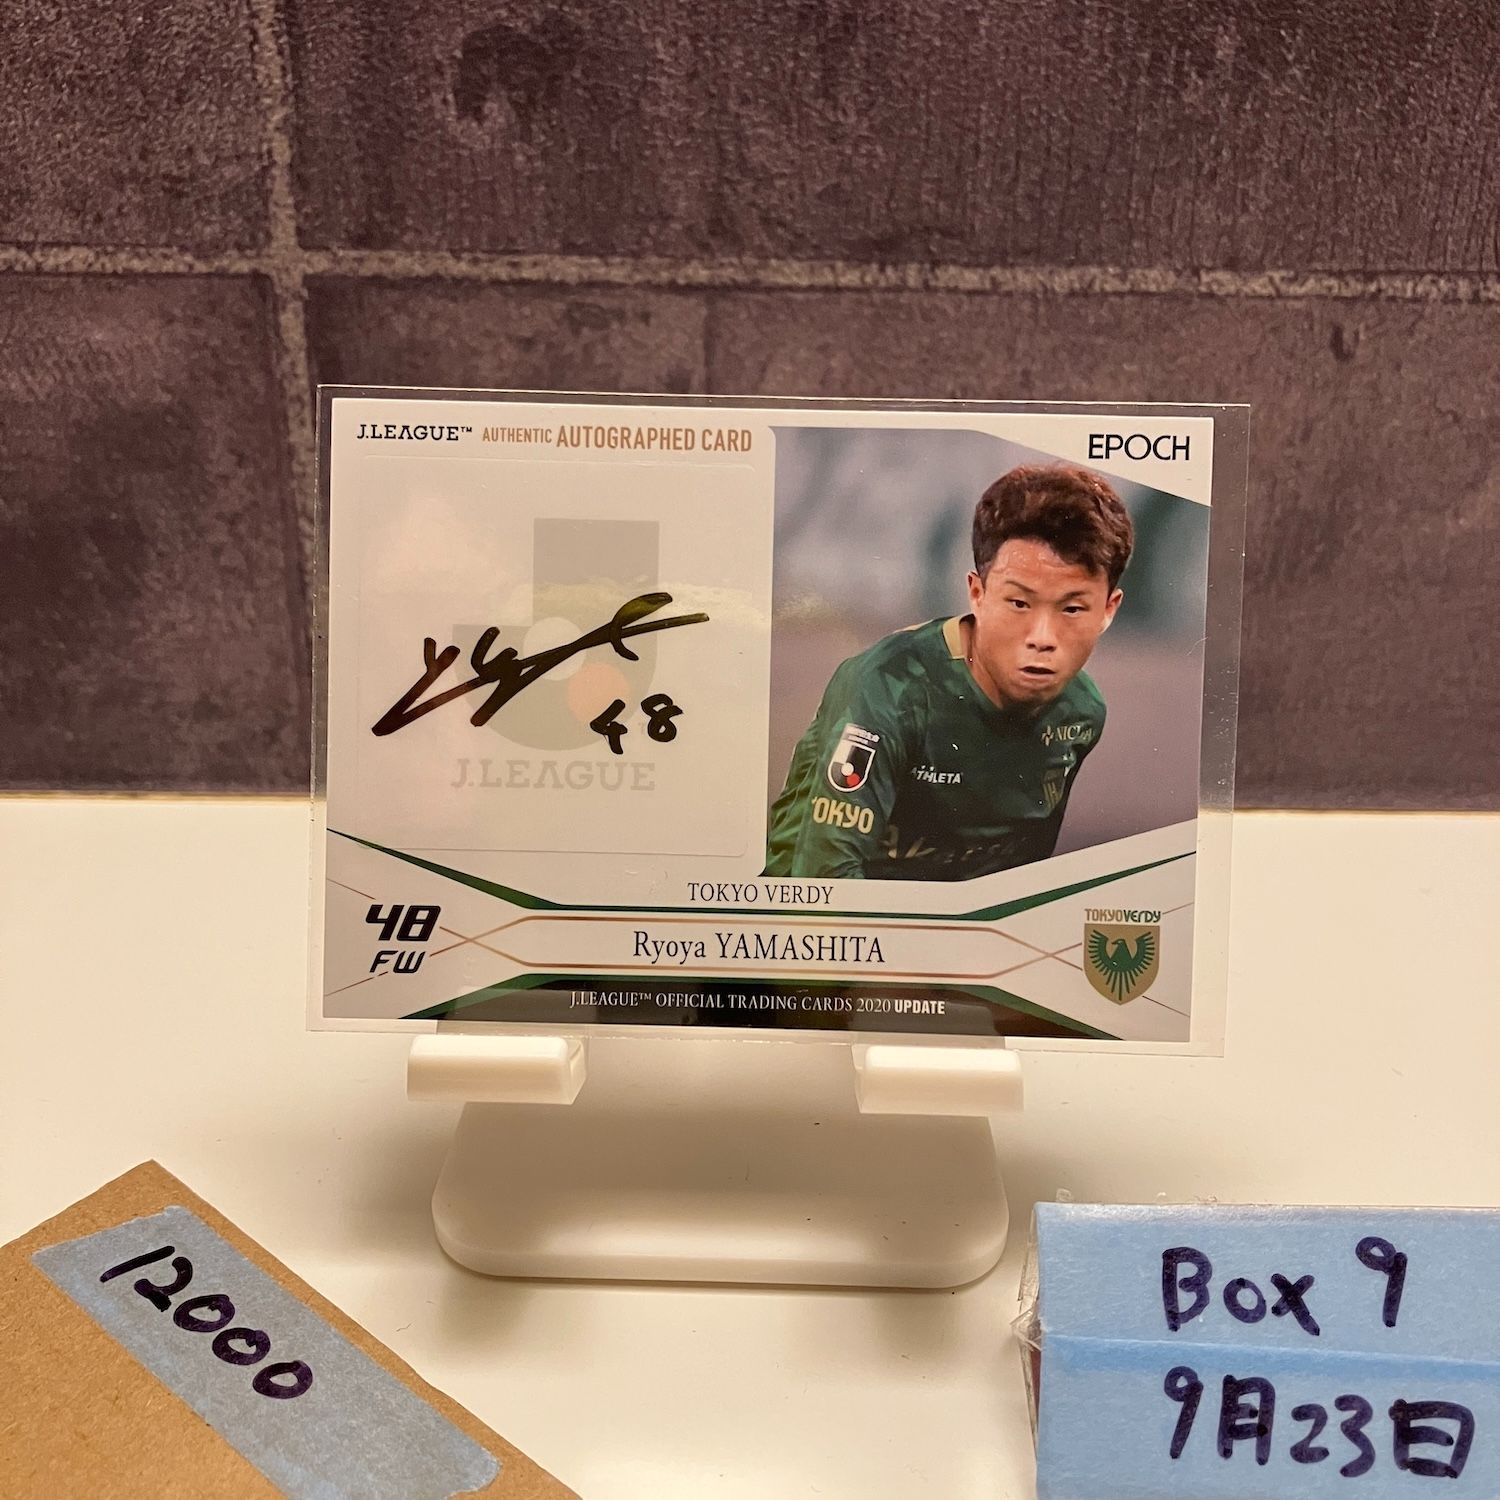 J.LEAGUE™ AUTHENTIC AUTOGRAPHED CARD
EPOCH
48
J.LEAGUE
ATHLETA
TOKYO VERDY
48
FW
Ryoya YAMASHITA
TOKYO VERDY
J.LEAGUE™ OFFICIAL TRADING CARDS 2020 UPDATE
12000
Box 9
9月23日